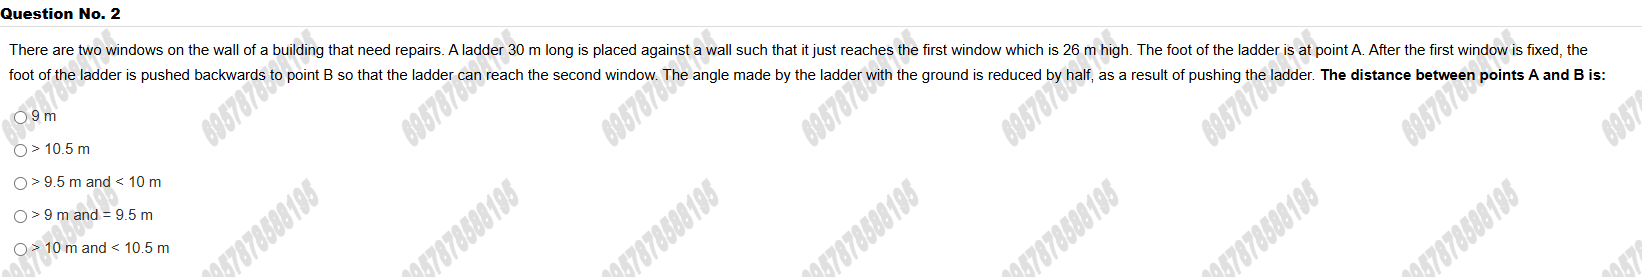 Question No. 2
There are two windows on the wall of a building that need repairs. A ladder 30 m long is placed against a wall such that it just reaches the first window which is 26 m high. The foot of the ladder is at point A. After the first window is fixed, the
foot of the ladder is pushed backwards to point B so that the ladder can reach the second window. The angle made by the ladder with the ground is reduced by half, as a result of pushing the ladder. The distance between points A and B is:
9 m
> 10.5 m
> 9.5 m and < 10 m
> 9 m and = 9.5 m
> 10 m and < 10.5 m